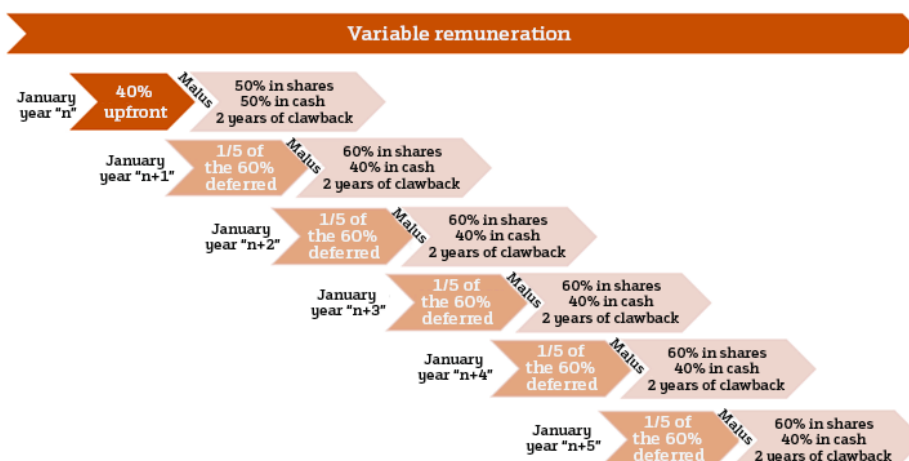 Variable remuneration
January
year "n"
40%
upfront
Malus
50% in shares
50% in cash
2 years of clawback
January
year "n+1"
1/5 of
the 60%
deferred
Malus
60% in shares
40% in cash
2 years of clawback
January
year "n+2"
1/5 of
the 60%
deferred
Malus
60% in shares
40% in cash
2 years of clawback
January
year "n+3"
1/5 of
the 60%
deferred
Malus
60% in shares
40% in cash
2 years of clawback
January
year "n+4"
1/5 of
the 60%
deferred
Malus
60% in shares
40% in cash
2 years of clawback
January
year "n+5"
1/5 of
the 60%
deferred
Malus
60% in shares
40% in cash
2 years of clawback